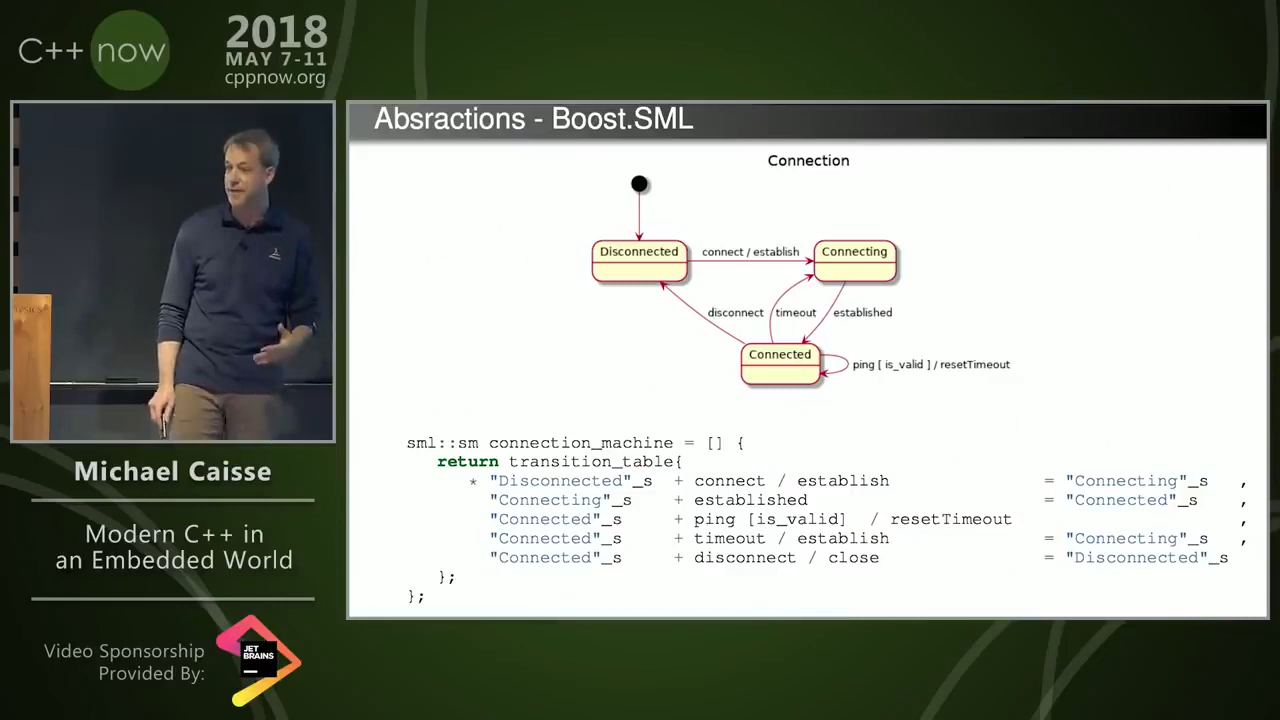 C++ now
2018
MAY 7-11
cppnow.org
Michael Caisse
Modern C++ in
an Embedded World
Video Sponsorship
Provided By:
JET
BRAINS
Absractions - Boost.SML
Connection
Disconnected
connect / establish
Connecting
disconnect
timeout
established
Connected
ping [ is_valid ] / resetTimeout
sml::sm connection_machine = [] {
return transition_table{
* "Disconnected"_s + connect / establish = "Connecting"_s ,
"Connecting"_s + established = "Connected"_s ,
"Connected"_s + ping [is_valid] / resetTimeout ,
"Connected"_s + timeout / establish = "Connecting"_s ,
"Connected"_s + disconnect / close = "Disconnected"_s
};
};